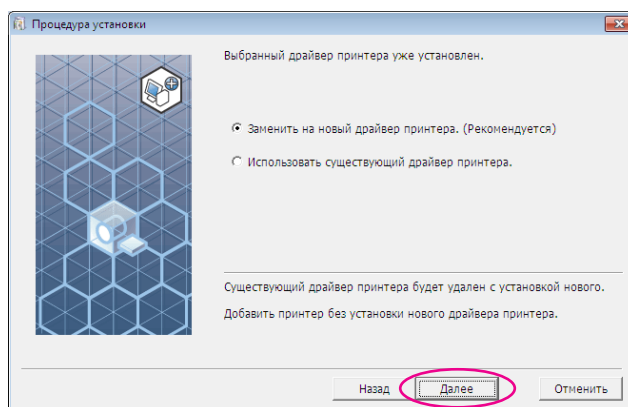 Процедура установки
Выбранный драйвер принтера уже установлен.
Заменить на новый драйвер принтера. (Рекомендуется)
Использовать существующий драйвер принтера.
Существующий драйвер принтера будет удален с установкой нового.
Добавить принтер без установки нового драйвера принтера.
Назад Далее Отменить